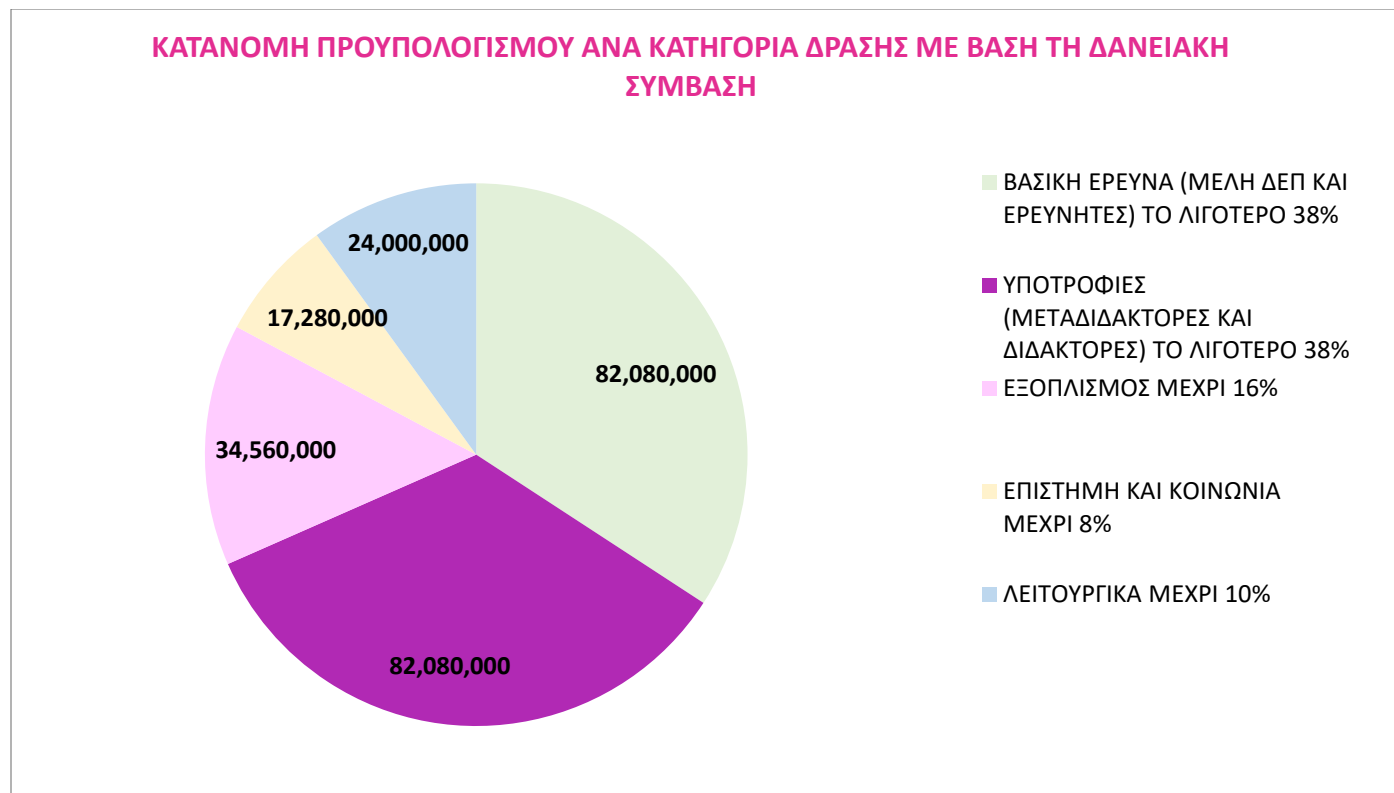 ΚΑΤΑΝΟΜΗ ΠΡΟΥΠΟΛΟΓΙΣΜΟΥ ΑΝΑ ΚΑΤΗΓΟΡΙΑ ΔΡΑΣΗΣ ΜΕ ΒΑΣΗ ΤΗ ΔΑΝΕΙΑΚΗ
ΣΥΜΒΑΣΗ
24,000,000
17,280,000
82,080,000
34,560,000
82,080,000
ΒΑΣΙΚΗ ΕΡΕΥΝΑ (ΜΕΛΗ ΔΕΠ ΚΑΙ
ΕΡΕΥΝΗΤΕΣ) ΤΟ ΛΙΓΟΤΕΡΟ 38%
ΥΠΟΤΡΟΦΙΕΣ
(ΜΕΤΑΔΙΔΑΚΤΟΡΕΣ ΚΑΙ
ΔΙΔΑΚΤΟΡΕΣ) ΤΟ ΛΙΓΟΤΕΡΟ 38%
ΕΞΟΠΛΙΣΜΟΣ ΜΕΧΡΙ 16%
ΕΠΙΣΤΗΜΗ ΚΑΙ ΚΟΙΝΩΝΙΑ
ΜΕΧΡΙ 8%
ΛΕΙΤΟΥΡΓΙΚΑ ΜΕΧΡΙ 10%